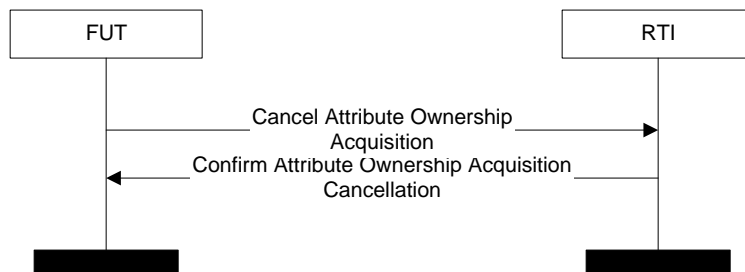 FUT
RTI
Cancel Attribute Ownership
Acquisition
Confirm Attribute Ownership Acquisition
Cancellation